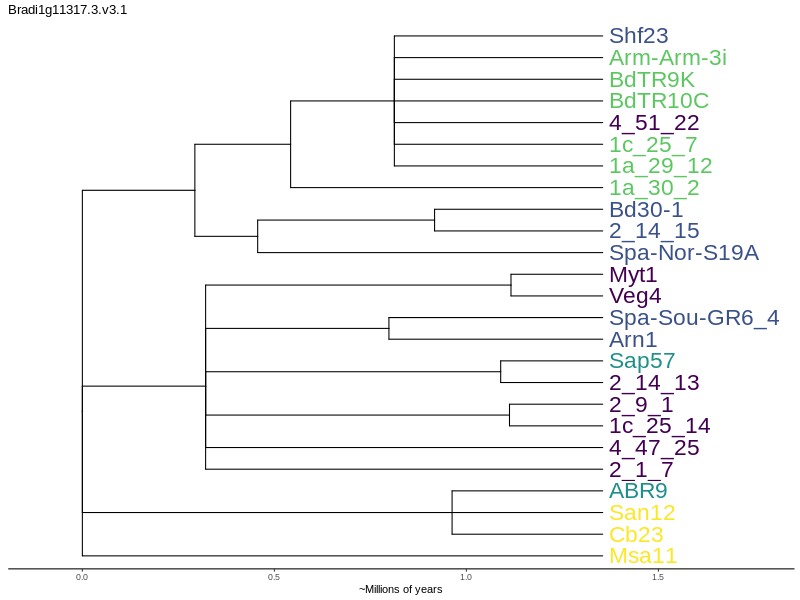 Bradi1g11317.3.v3.1
Shf23
Arm-Arm-3i
BdTR9K
BdTR10C
4_51_22
1c_25_7
1a_29_12
1a_30_2
Bd30-1
2_14_15
Spa-Nor-S19A
Myt1
Veg4
Spa-Sou-GR6_4
Arn1
Sap57
2_14_13
2_9_1
1c_25_14
4_47_25
2_1_7
ABR9
San12
Cb23
Msa11
0.0 0.5 1.0 1.5
~Millions of years